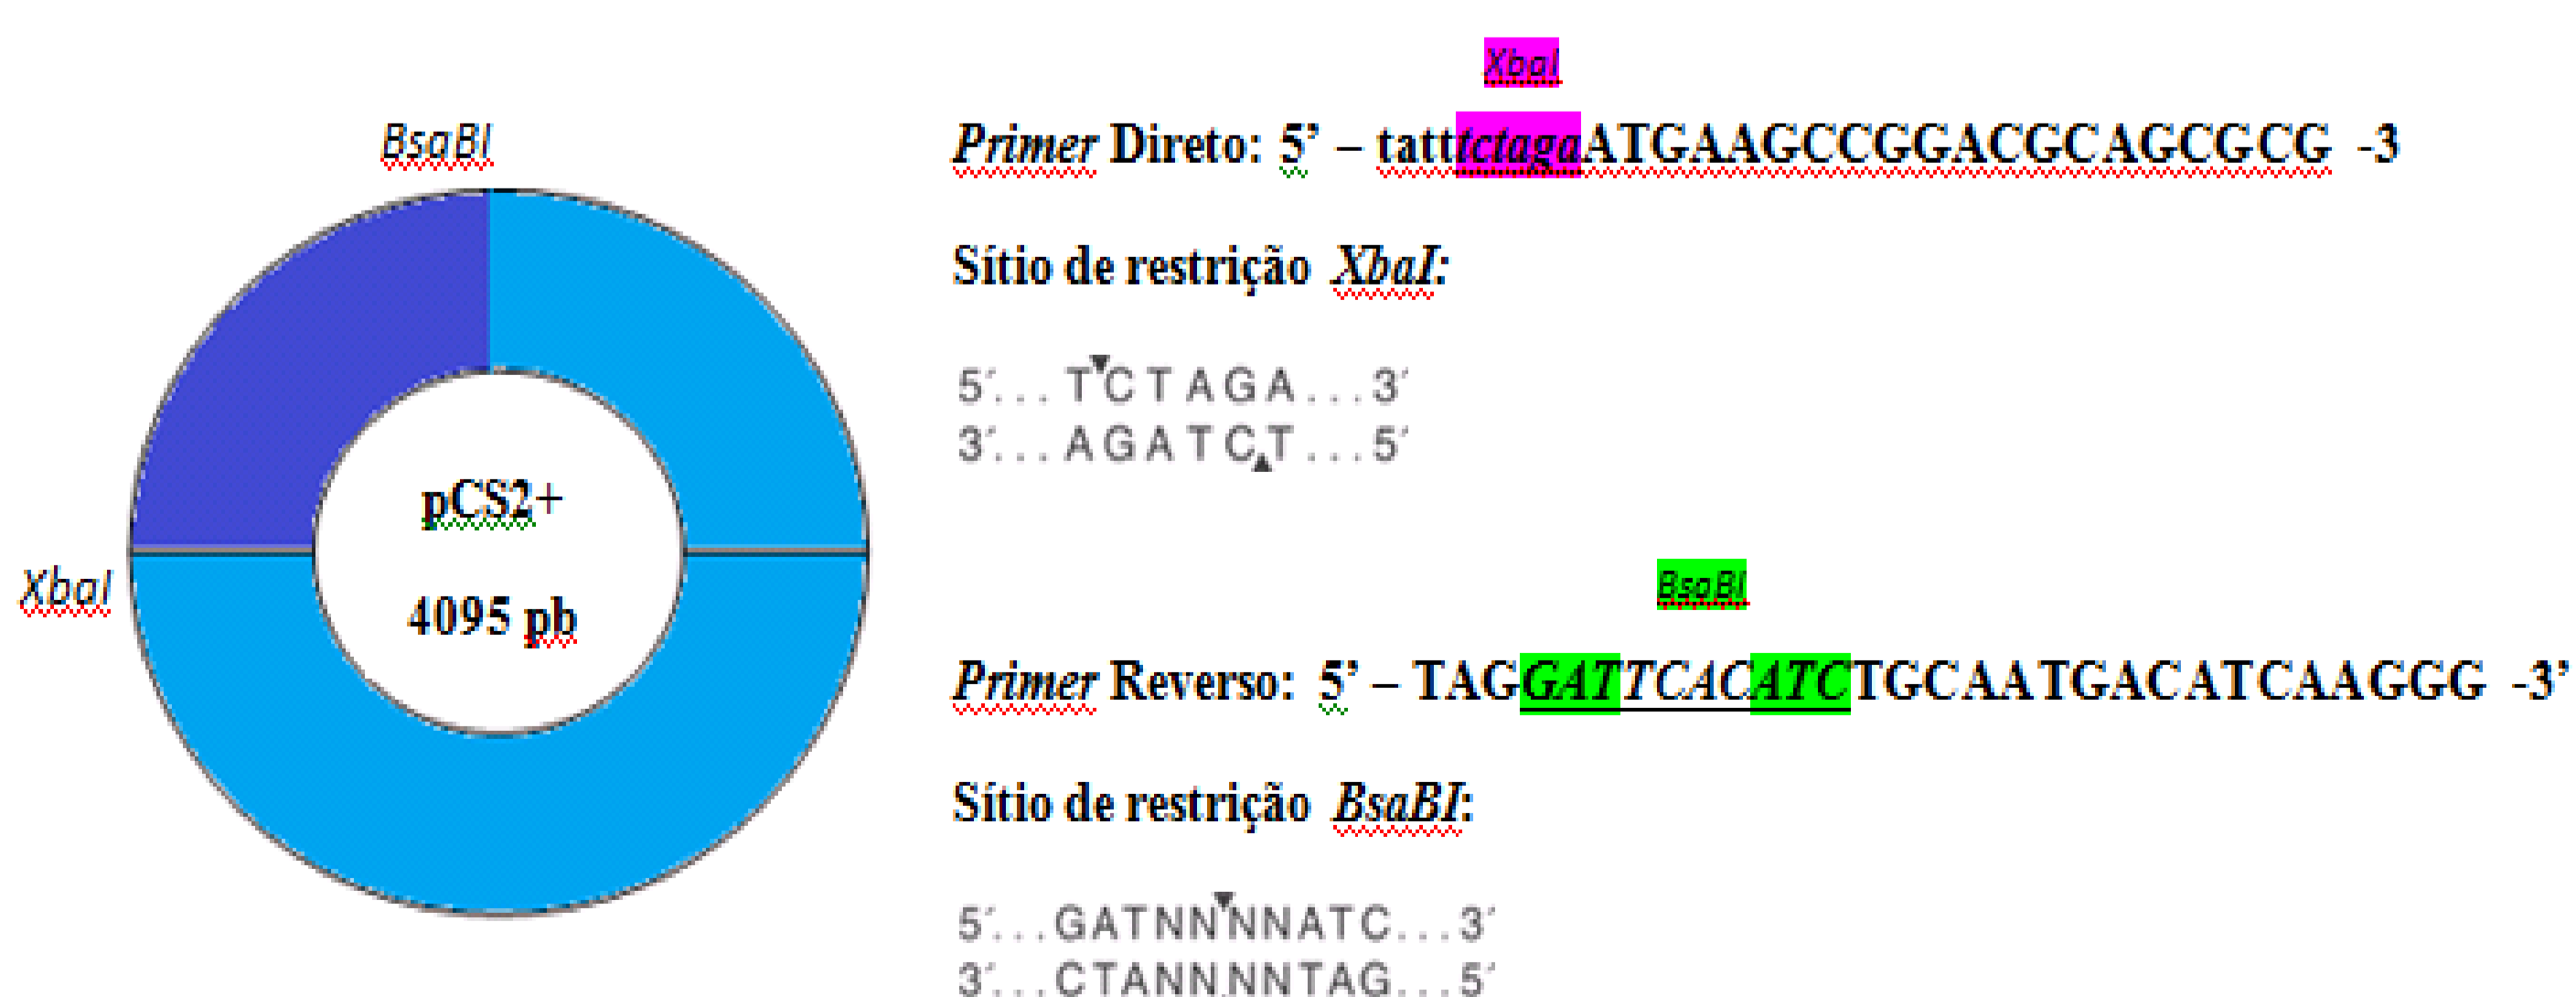 BsaBI
XbaI
pCS2+
4095 pb
XbaI
Primer Direto: 5’ – tatttctagaATGAAGCCGGACGCAGCGCG -3
Sítio de restrição XbaI:
5´... TCTAGA...3´
3´... AGATCT...5´
BsaBI
Primer Reverso: 5’ – TAGGATTCACATCTGCAATGACATCAAGGG -3’
Sítio de restrição BsaBI:
5´...GATNNNNATC...3´
3´...CTANNNNTAG...5´